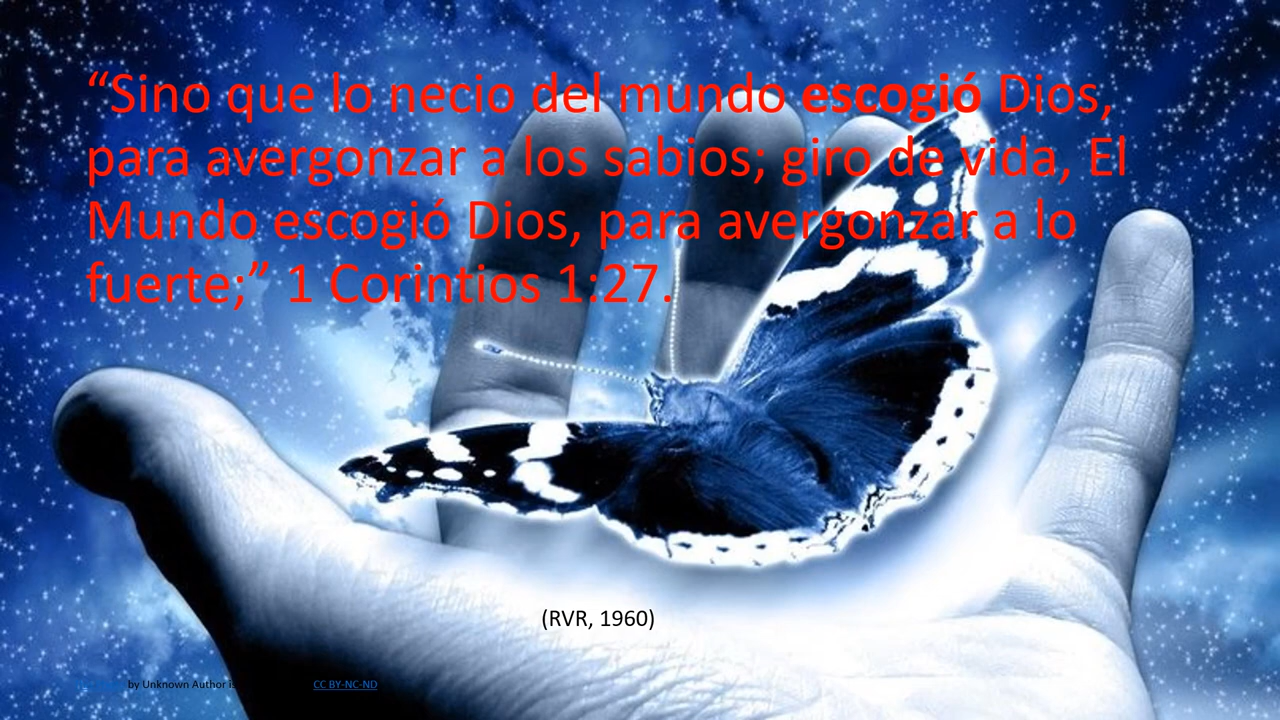 “Sino que lo necio del mundo escogió Dios,
para avergonzar a los sabios; giro de vida, El
Mundo escogió Dios, para avergonzar a lo
fuerte;” 1 Corintios 1:27.
(RVR, 1960)
by Unknown Author is CC BY-NC-ND